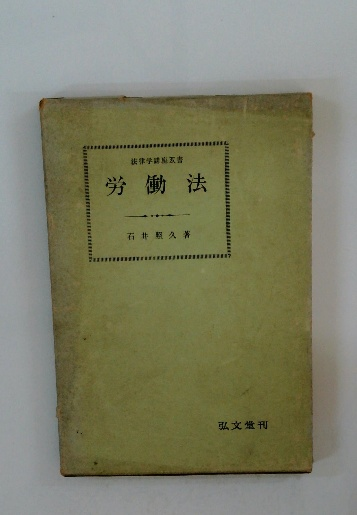 法律学講座双書
労働法
石井照久著
弘文堂刊